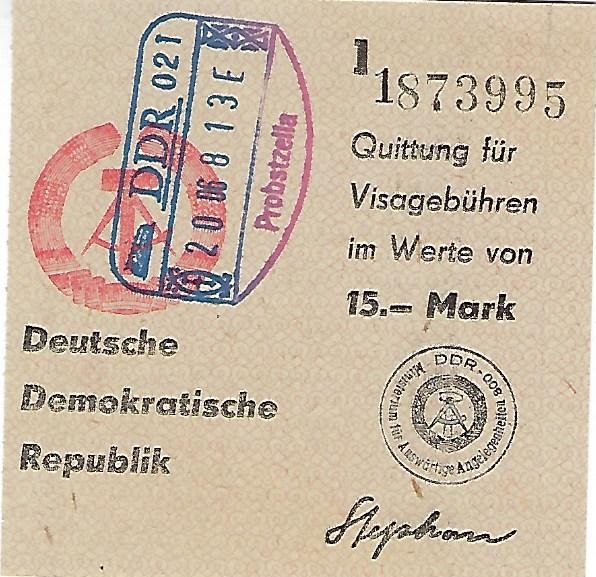 DDR 021
20 06 8 13 E
Probstzella
I
1873995
Quittung für
Visagebühren
im Werte von
15.– Mark
Deutsche
Demokratische
Republik
DDR-800
Ministerium für Auswärtige Angelegenheiten
Stephan